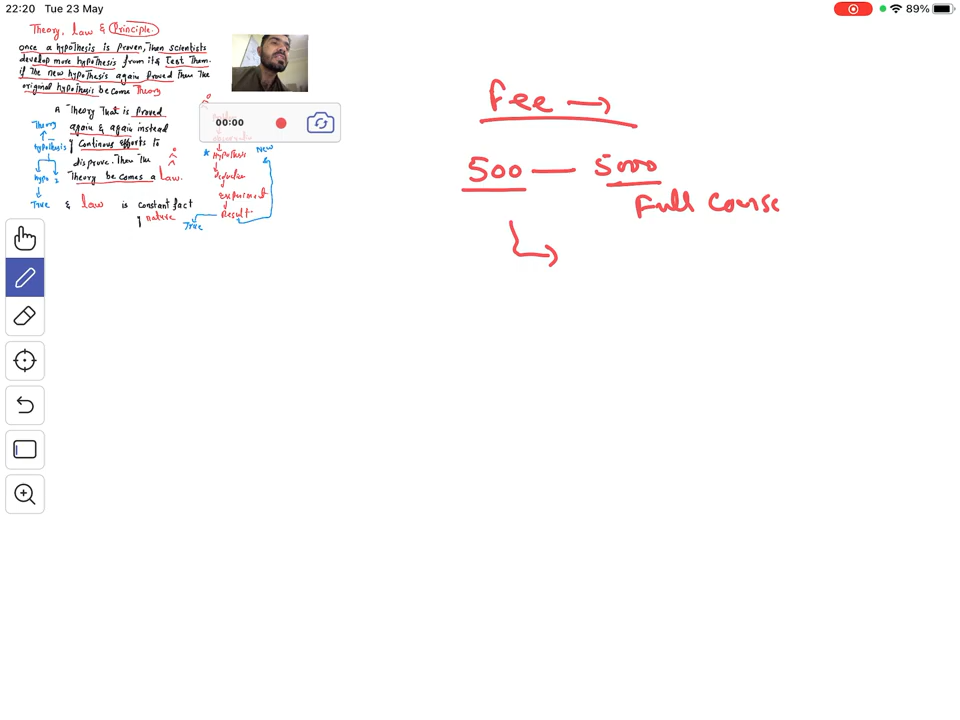 22:20 Tue 23 May
89%
Theory, Law & Principle.
once a hypothesis is proven, Then scientists
develop more hypothesis from it & test Them.
if The new hypothesis again proved Then The
original hypothesis become Theory
A Theory That is proved
again & again instead
of continous efforts to
disprove. Then The
Theory becomes a Law.
& law is constant fact
of nature
Theory
hypothesis
hypo 2
True
00:00
New
* Hypothesis
Experiment
Result.
True
Fee →
500 — 5000
Full Course